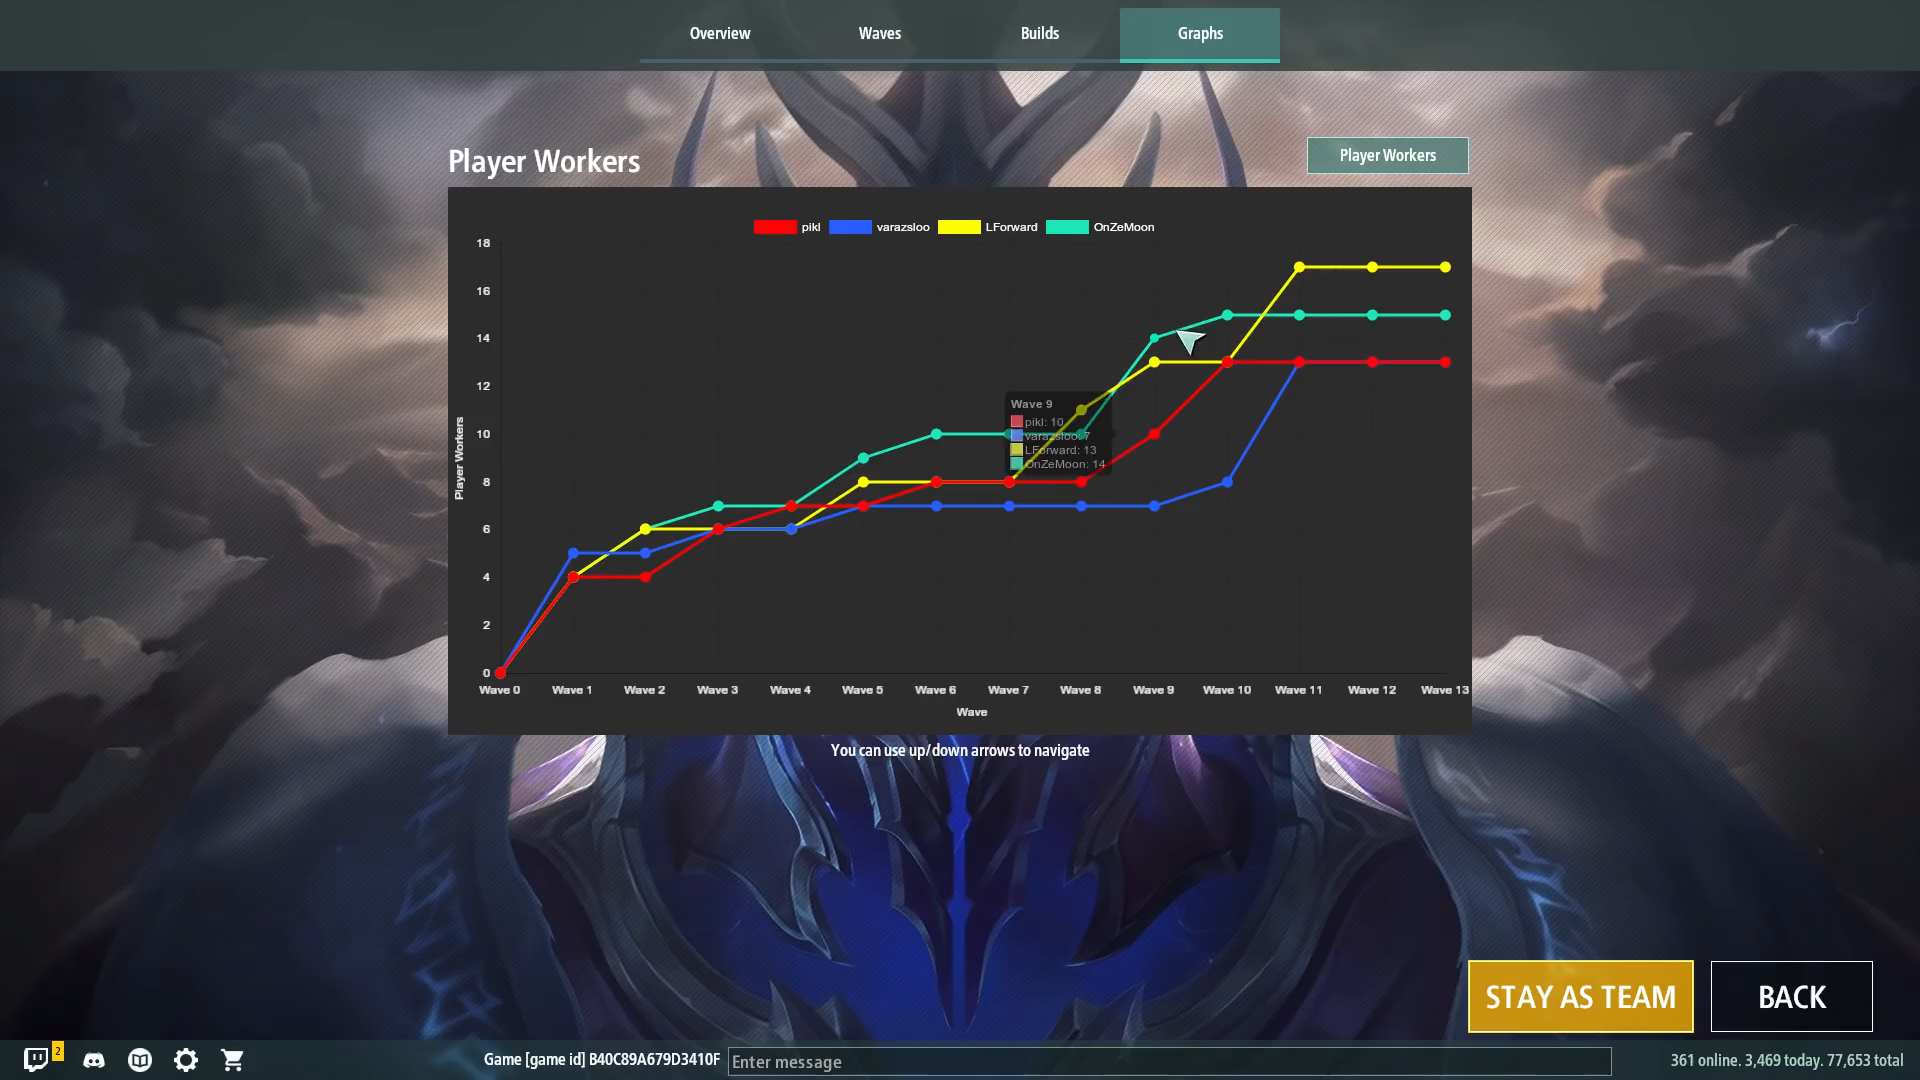 Overview Waves Builds Graphs
Player Workers
Player Workers
pikl varazsloo LForward OnZeMoon
18
16
14
12
10
8
6
4
2
0
Player Workers
Wave 9
pikl: 10
varazsloo: 7
LForward: 13
OnZeMoon: 14
Wave 0 Wave 1 Wave 2 Wave 3 Wave 4 Wave 5 Wave 6 Wave 7 Wave 8 Wave 9 Wave 10 Wave 11 Wave 12 Wave 13
Wave
You can use up/down arrows to navigate
STAY AS TEAM BACK
2
Game [game id] B40C89A679D3410F Enter message 361 online. 3,469 today. 77,653 total